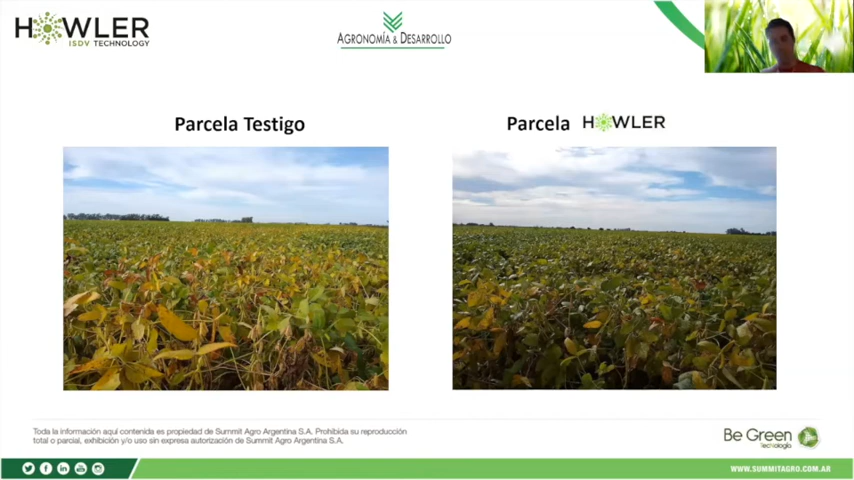 HOWLER
ISDV TECHNOLOGY
AGRONOMÍA & DESARROLLO
Parcela Testigo
Parcela HOWLER
Toda la información aquí contenida es propiedad de Summit Agro Argentina S.A. Prohibida su reproducción
total o parcial, exhibición y/o uso sin expresa autorización de Summit Agro Argentina S.A.
Be Green
tecnología
WWW.SUMMITAGRO.COM.AR